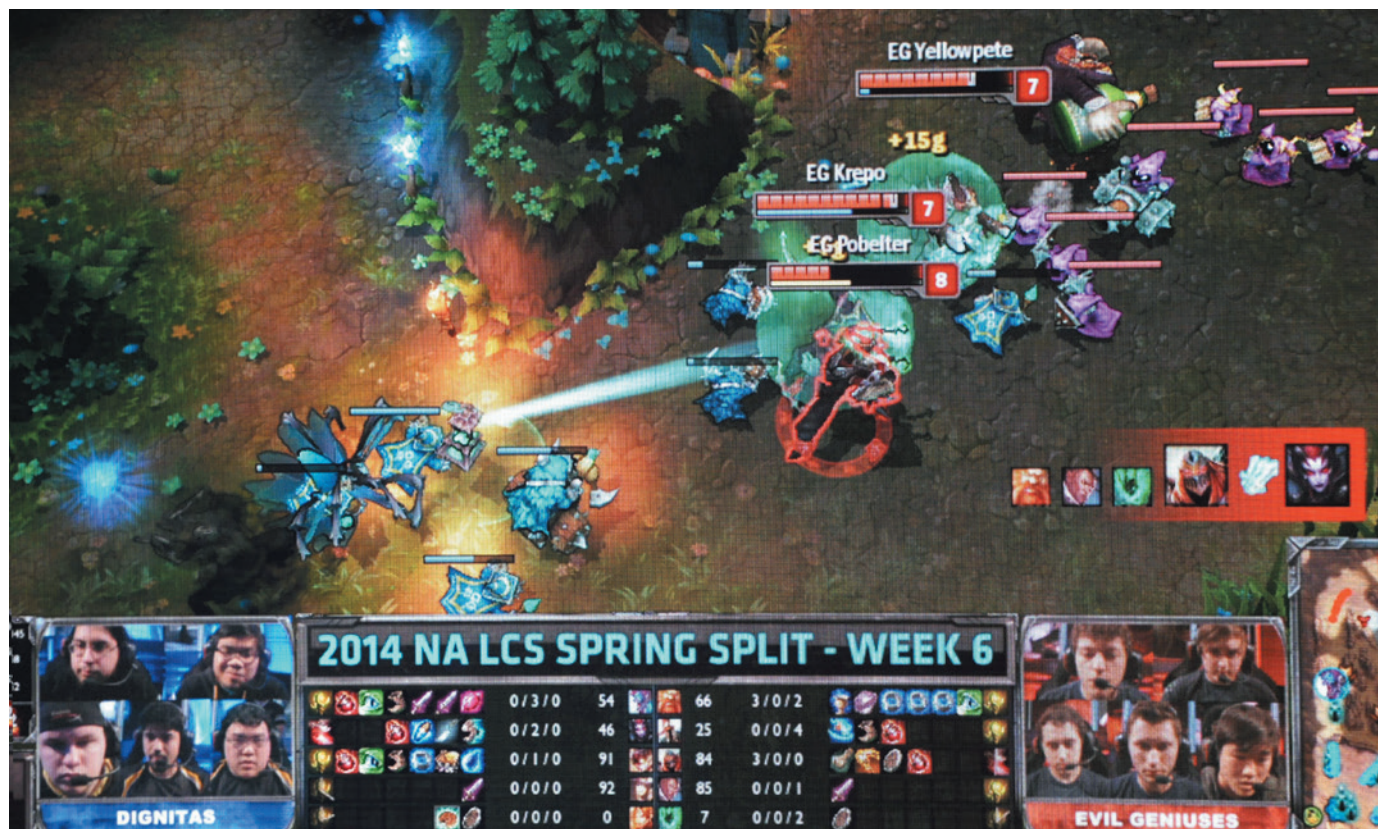 EG Yellowpete
7
+15g
EG Krepo
7
EG Pobelter
8
2014 NA LCS SPRING SPLIT - WEEK 6
0/3/0 54 66 3/0/2
0/2/0 46 25 0/0/4
0/1/0 91 84 3/0/0
0/0/0 92 85 0/0/1
0/0/0 0 7 0/0/2
DIGNITAS
EVIL GENIUSES